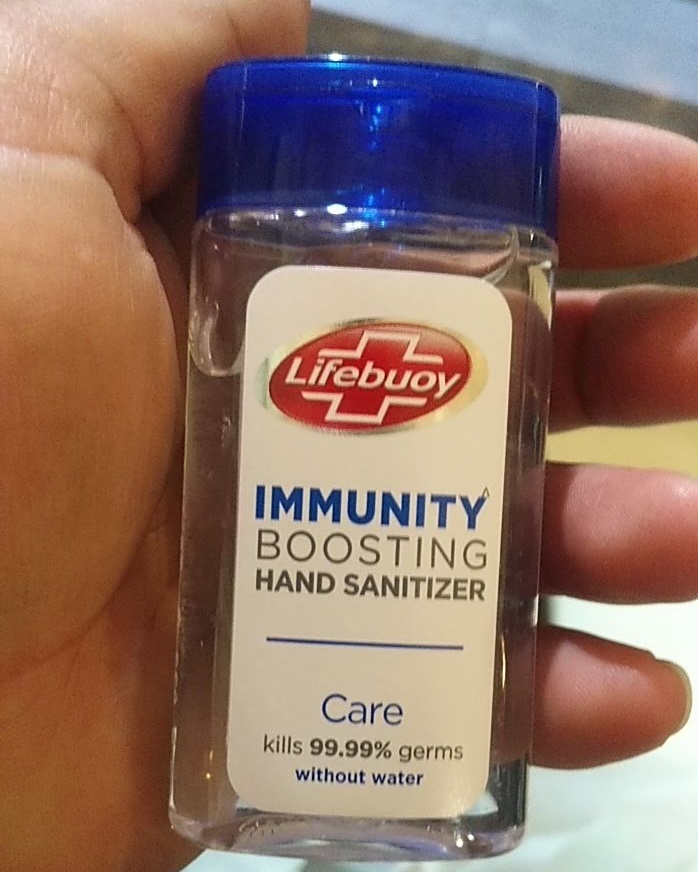 Lifebuoy
IMMUNITY^
BOOSTING
HAND SANITIZER
Care
kills 99.99% germs
without water